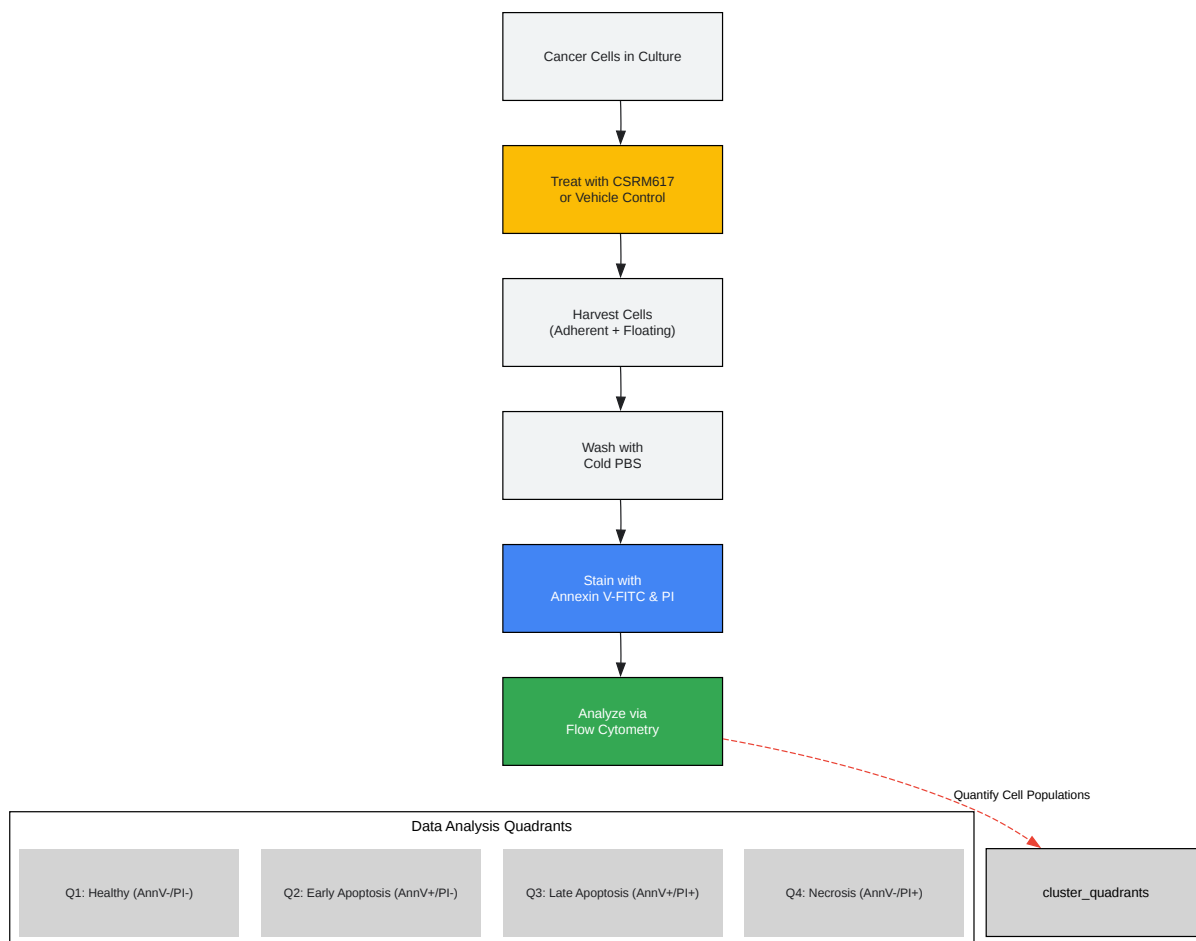 Cancer Cells in Culture
Treat with CSRM617
or Vehicle Control
Harvest Cells
(Adherent + Floating)
Wash with
Cold PBS
Stain with
Annexin V-FITC & PI
Analyze via
Flow Cytometry
Quantify Cell Populations
Data Analysis Quadrants
Q1: Healthy (AnnV-/PI-)
Q2: Early Apoptosis (AnnV+/PI-)
Q3: Late Apoptosis (AnnV+/PI+)
Q4: Necrosis (AnnV-/PI+)
cluster_quadrants